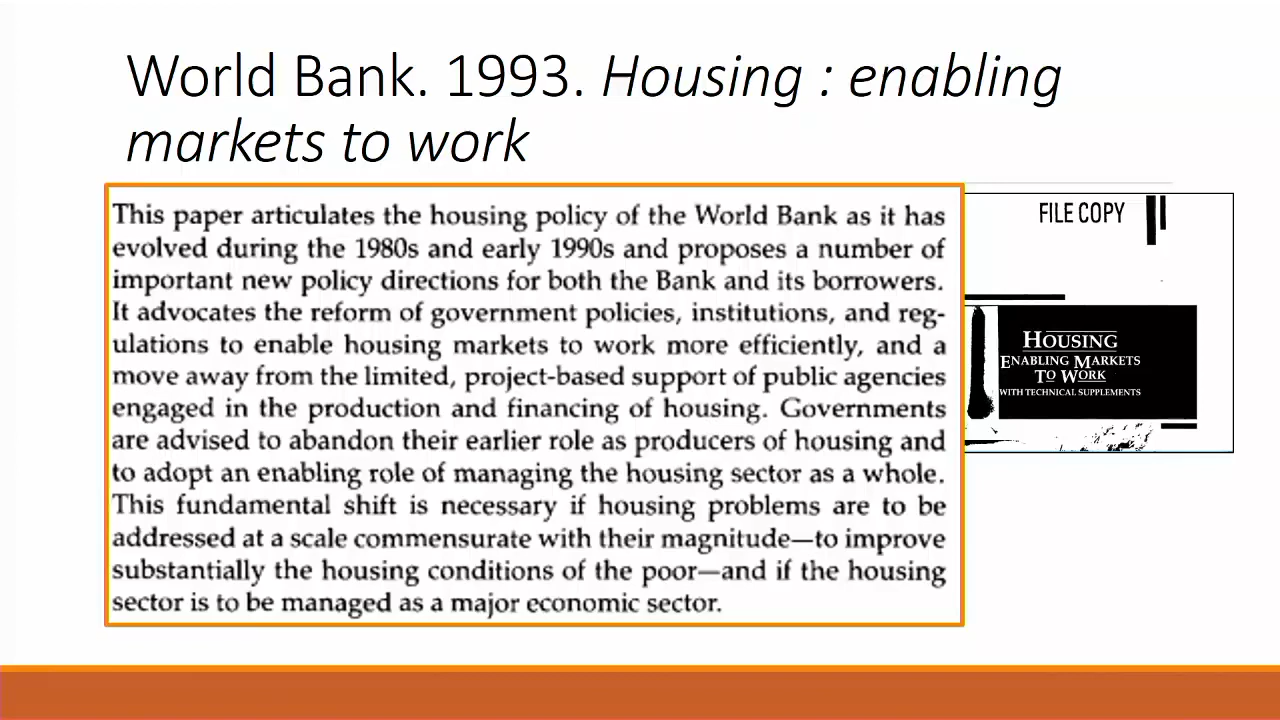 World Bank. 1993. Housing : enabling
markets to work
This paper articulates the housing policy of the World Bank as it has
evolved during the 1980s and early 1990s and proposes a number of
important new policy directions for both the Bank and its borrowers.
It advocates the reform of government policies, institutions, and reg-
ulations to enable housing markets to work more efficiently, and a
move away from the limited, project-based support of public agencies
engaged in the production and financing of housing. Governments
are advised to abandon their earlier role as producers of housing and
to adopt an enabling role of managing the housing sector as a whole.
This fundamental shift is necessary if housing problems are to be
addressed at a scale commensurate with their magnitude—to improve
substantially the housing conditions of the poor—and if the housing
sector is to be managed as a major economic sector.
FILE COPY
HOUSING
ENABLING MARKETS
TO WORK
WITH TECHNICAL SUPPLEMENTS